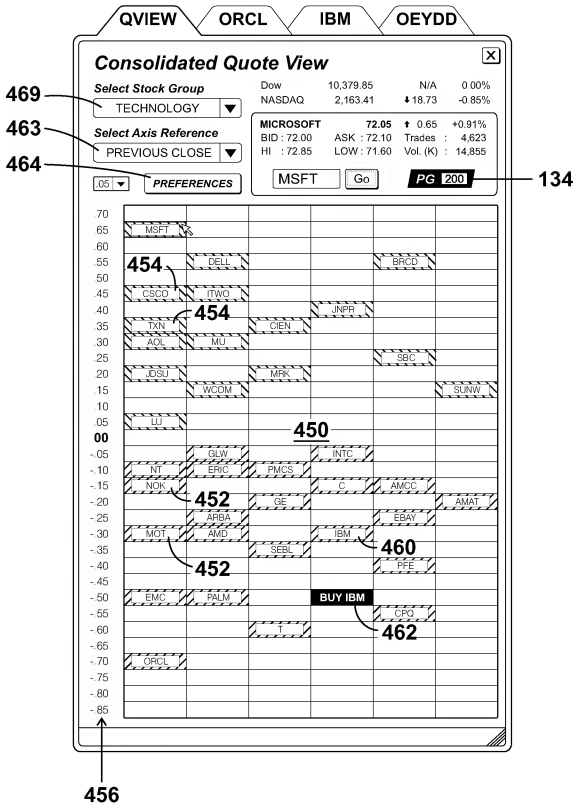 QVIEW ORCL IBM OEYDD
Consolidated Quote View X
469 Select Stock Group
TECHNOLOGY
463 Select Axis Reference
PREVIOUS CLOSE
464 .05 PREFERENCES
Dow 10,379.85 N/A 0.00%
NASDAQ 2,163.41 18.73 -0.85%
MICROSOFT 72.05 0.65 +0.91%
BID : 72.00 ASK : 72.10 Trades : 4,623
HI : 72.85 LOW : 71.60 Vol. (K) : 14,855
MSFT Go PG 200 134
.70
.65 MSFT
.60
.55 DELL BRCD
454
.50
.45 CSCO ITWO
.40 454 JNPR
.35 TXN CIEN
.30 AOL MU
.25 SBC
.20 JDSU MRK
.15 WCOM SUNW
.10
.05 LU
00 450
-.05 GLW INTC
-.10 NT ERIC PMCS
-.15 NOK C AMCC
-.20 452 GE AMAT
-.25 ARBA EBAY
-.30 MOT AMD IBM
-.35 SEBL 460
-.40 452 PFE
-.45
-.50 EMC PALM BUY IBM
-.55 CPQ
-.60 T 462
-.65
-.70 ORCL
-.75
-.80
-.85
456